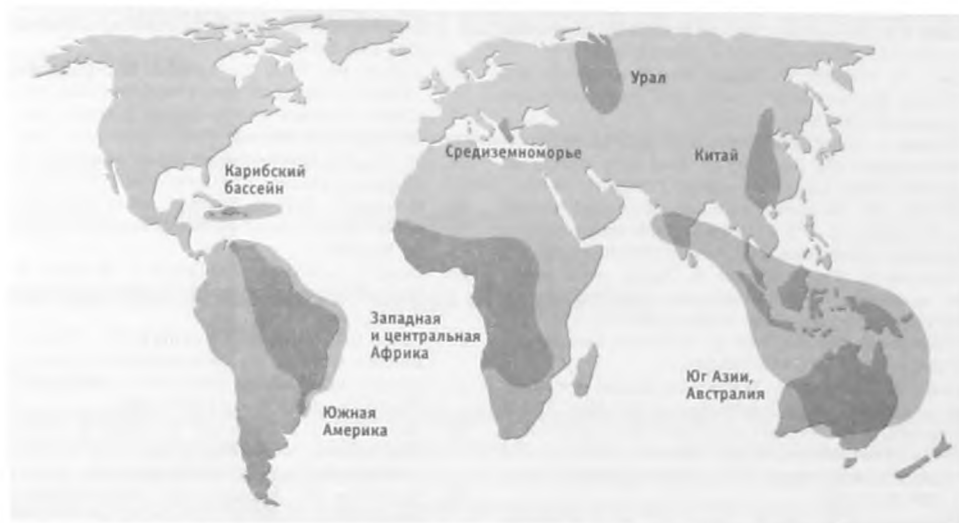 Урал
Средиземноморье
Китай
Карибский
бассейн
Западная
и центральная
Африка
Юг Азии,
Австралия
Южная
Америка